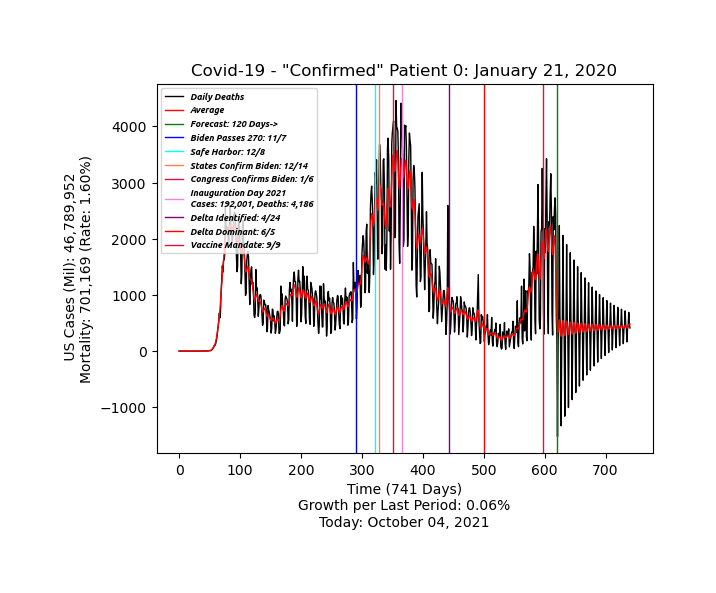 Covid-19 - "Confirmed" Patient 0: January 21, 2020
Daily Deaths
Average
Forecast: 120 Days->
Biden Passes 270: 11/7
Safe Harbor: 12/8
States Confirm Biden: 12/14
Congress Confirms Biden: 1/6
Inauguration Day 2021
Cases: 192,001, Deaths: 4,186
Delta Identified: 4/24
Delta Dominant: 6/5
Vaccine Mandate: 9/9
US Cases (Mil): 46,789,952
Mortality: 701,169 (Rate: 1.60%)
4000
3000
2000
1000
0
−1000
0 100 200 300 400 500 600 700
Time (741 Days)
Growth per Last Period: 0.06%
Today: October 04, 2021